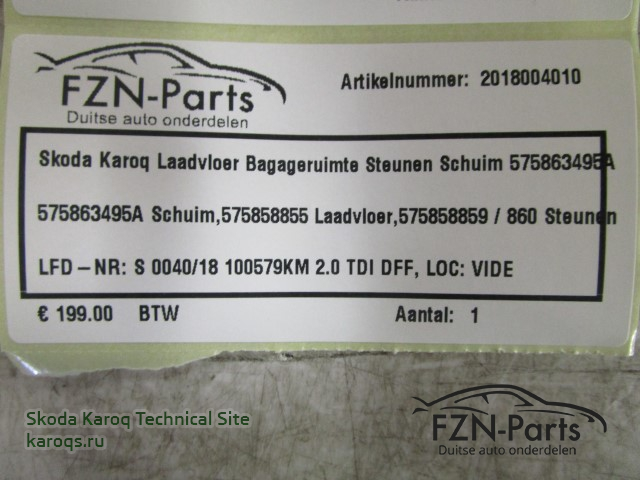 FZN-Parts
Duitse auto onderdelen
Artikelnummer: 2018004010
Skoda Karoq Laadvloer Bagageruimte Steunen Schuim 575863495A
575863495A Schuim,575858855 Laadvloer,575858859 / 860 Steunen
LFD-NR: S 0040/18 100579KM 2.0 TDI DFF, LOC: VIDE
€ 199.00 BTW Aantal: 1
Skoda Karoq Technical Site
karoqs.ru
FZN-Parts
Duitse auto onderdelen